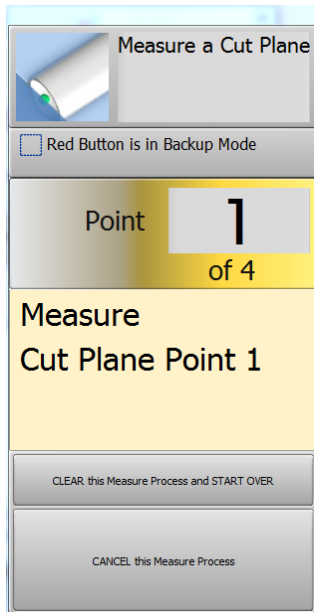 Measure a Cut Plane
Red Button is in Backup Mode
Point 1
of 4
Measure
Cut Plane Point 1
CLEAR this Measure Process and START OVER
CANCEL this Measure Process